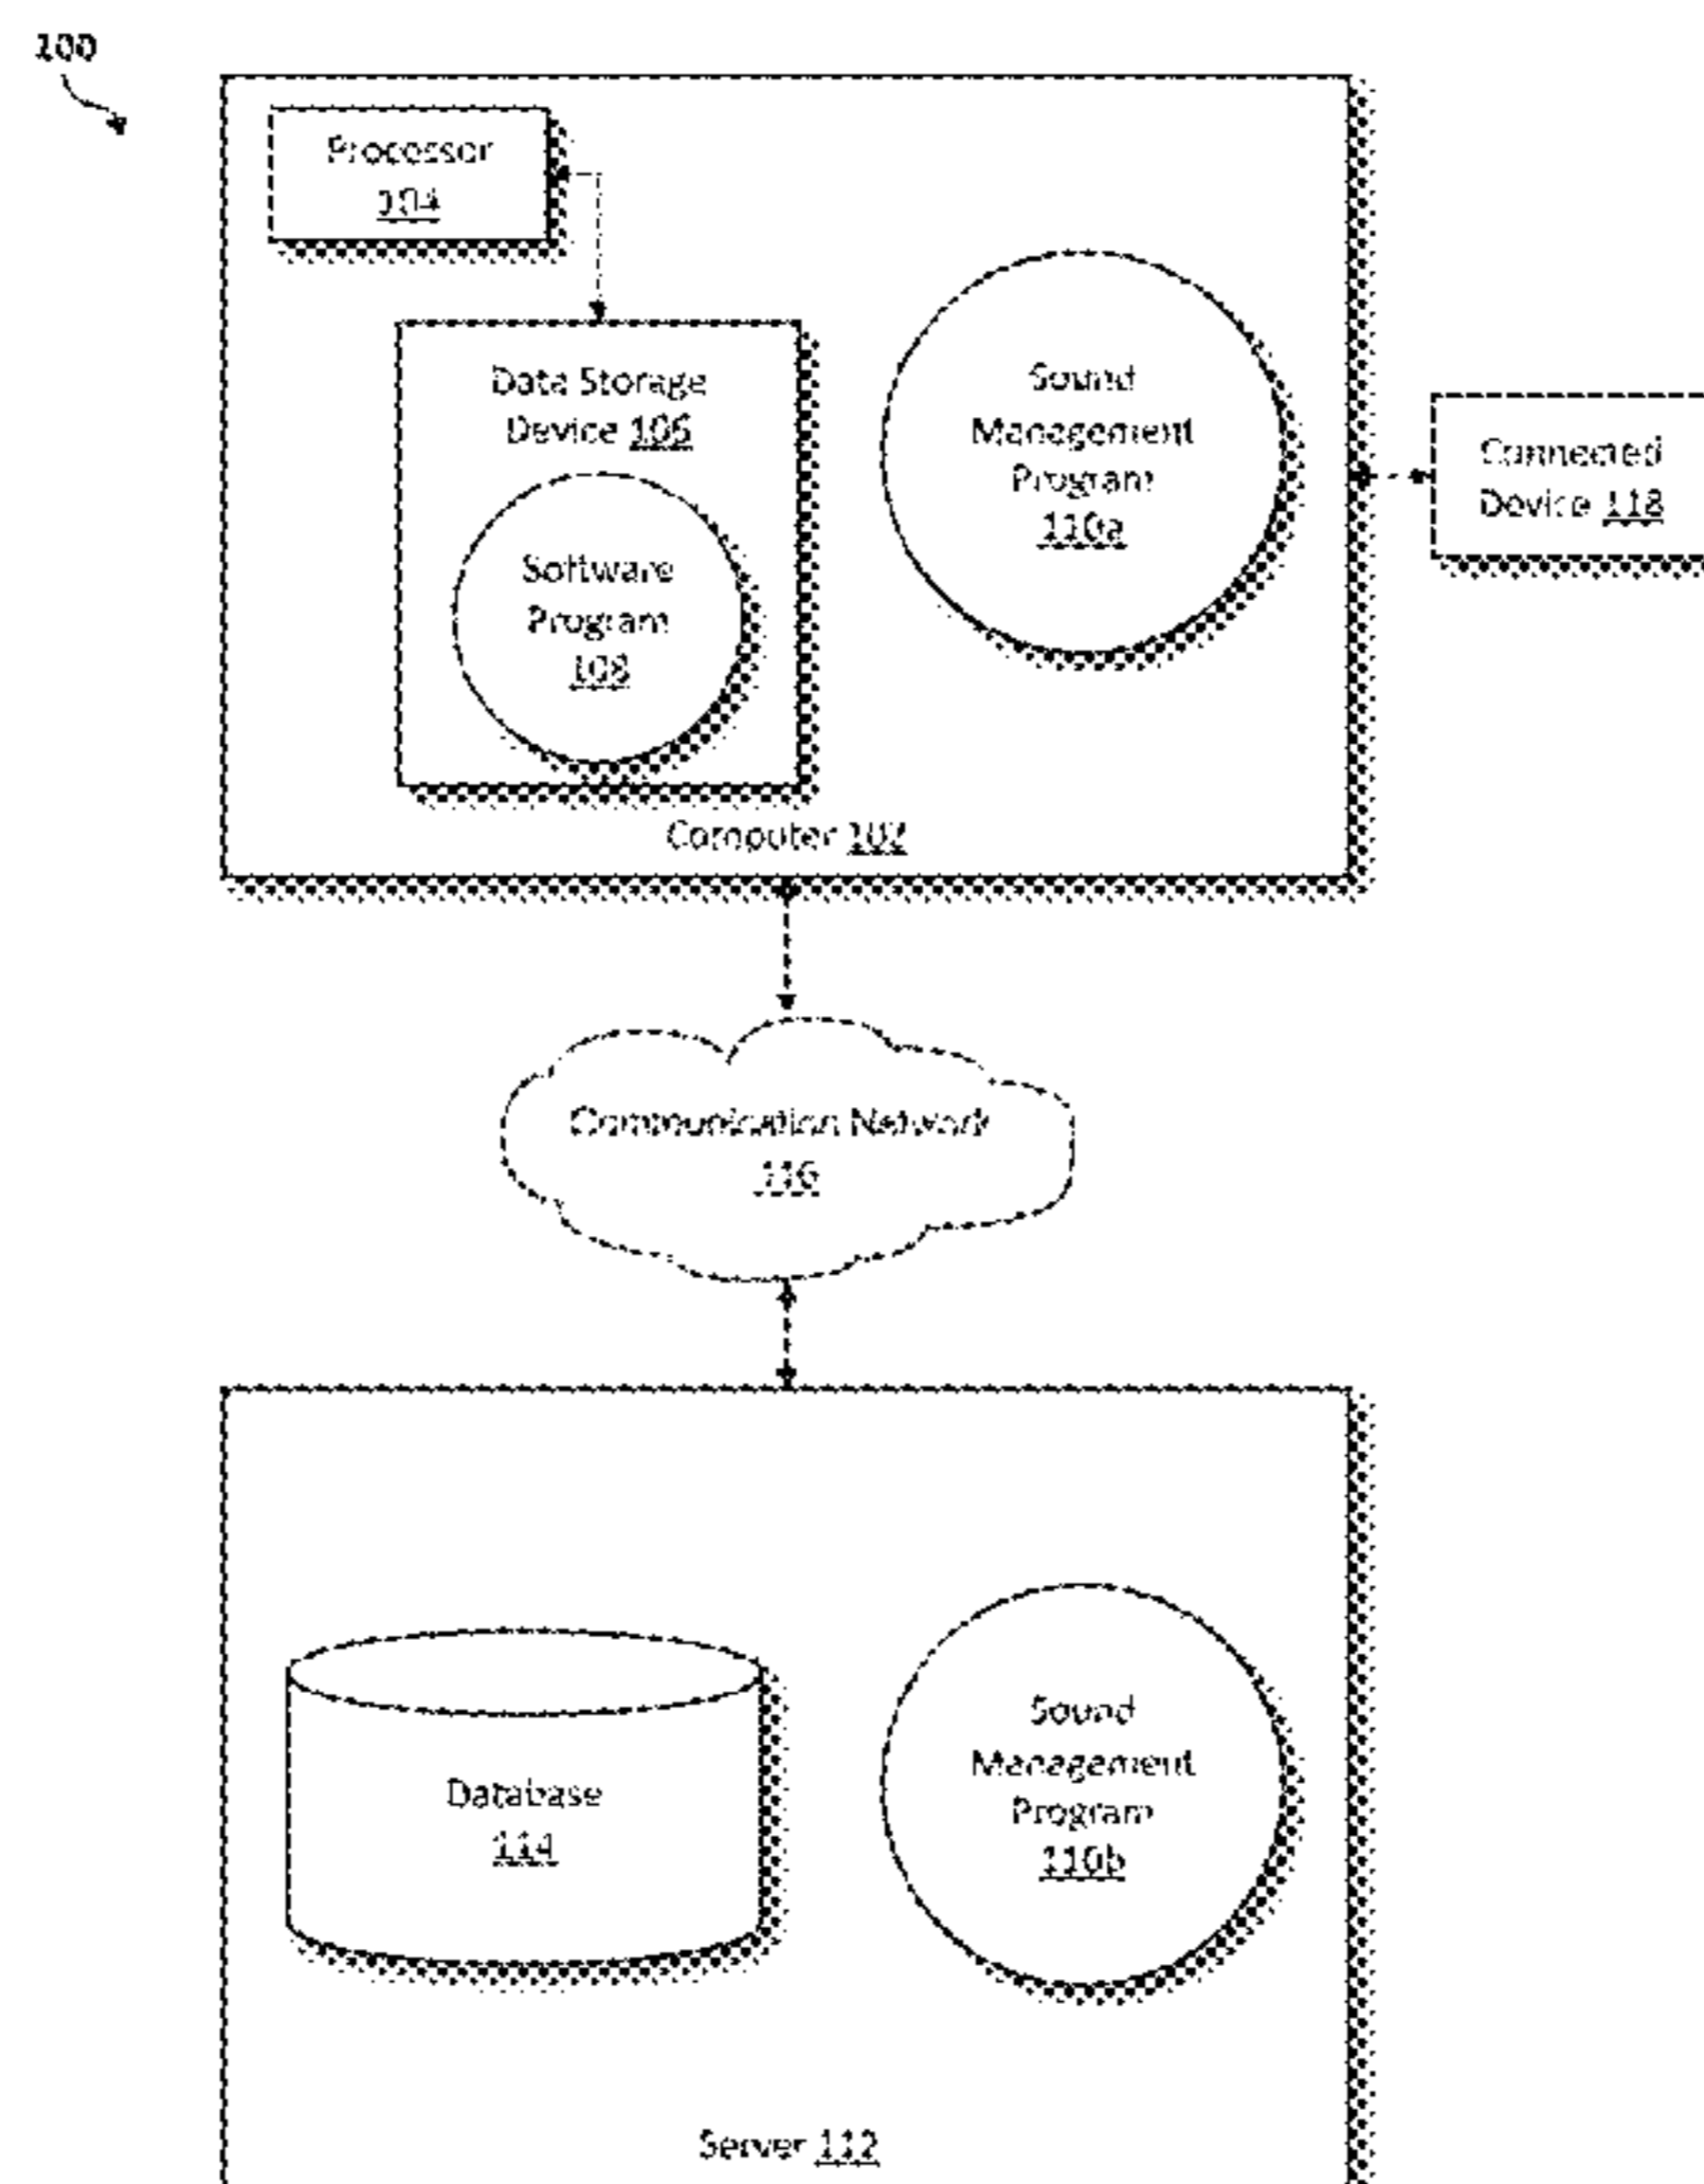 100
Processor
104
Data Storage
Device 106
Software
Program
108
Sound
Management
Program
110a
Computer 102
Connected
Device 118
Communication Network
116
Database
114
Sound
Management
Program
110b
Server 112